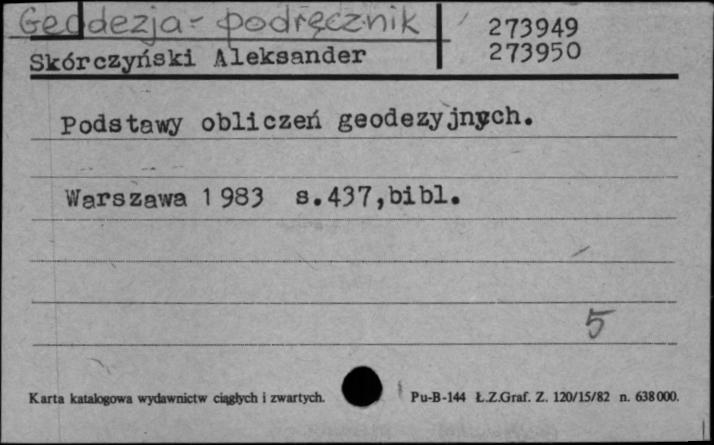 Geodezja - podręcznik
273949
Skórczyński Aleksander
273950
Podstawy obliczeń geodezyjnych.
Warszawa 1983 s.437,bibl.
5
Karta katalogowa wydawnictw ciągłych i zwartych.
Pu-B-144 Ł.Z.Graf. Z. 120/15/82 n. 638000.